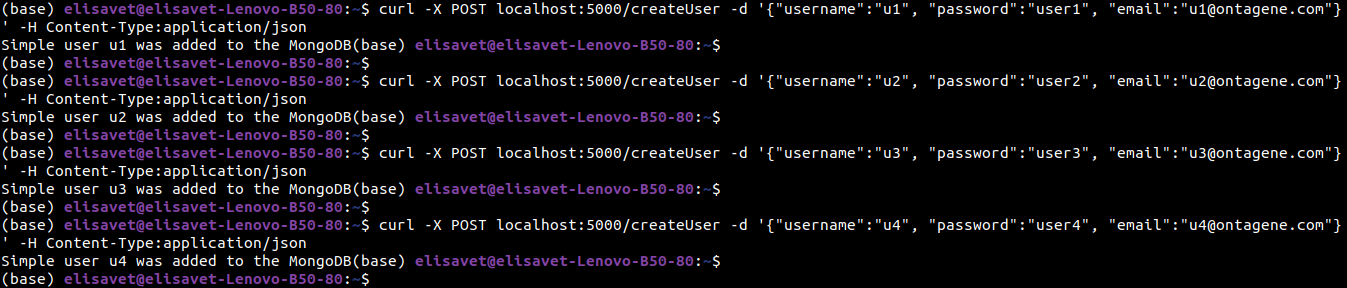 (base) elisavet@elisavet-Lenovo-B50-80:~$ curl -X POST localhost:5000/createUser -d '{"username":"u1", "password":"user1", "email":"u1@ontagene.com"}
' -H Content-Type:application/json
Simple user u1 was added to the MongoDB(base) elisavet@elisavet-Lenovo-B50-80:~$
(base) elisavet@elisavet-Lenovo-B50-80:~$
(base) elisavet@elisavet-Lenovo-B50-80:~$ curl -X POST localhost:5000/createUser -d '{"username":"u2", "password":"user2", "email":"u2@ontagene.com"}
' -H Content-Type:application/json
Simple user u2 was added to the MongoDB(base) elisavet@elisavet-Lenovo-B50-80:~$
(base) elisavet@elisavet-Lenovo-B50-80:~$
(base) elisavet@elisavet-Lenovo-B50-80:~$ curl -X POST localhost:5000/createUser -d '{"username":"u3", "password":"user3", "email":"u3@ontagene.com"}
' -H Content-Type:application/json
Simple user u3 was added to the MongoDB(base) elisavet@elisavet-Lenovo-B50-80:~$
(base) elisavet@elisavet-Lenovo-B50-80:~$
(base) elisavet@elisavet-Lenovo-B50-80:~$ curl -X POST localhost:5000/createUser -d '{"username":"u4", "password":"user4", "email":"u4@ontagene.com"}
' -H Content-Type:application/json
Simple user u4 was added to the MongoDB(base) elisavet@elisavet-Lenovo-B50-80:~$
(base) elisavet@elisavet-Lenovo-B50-80:~$